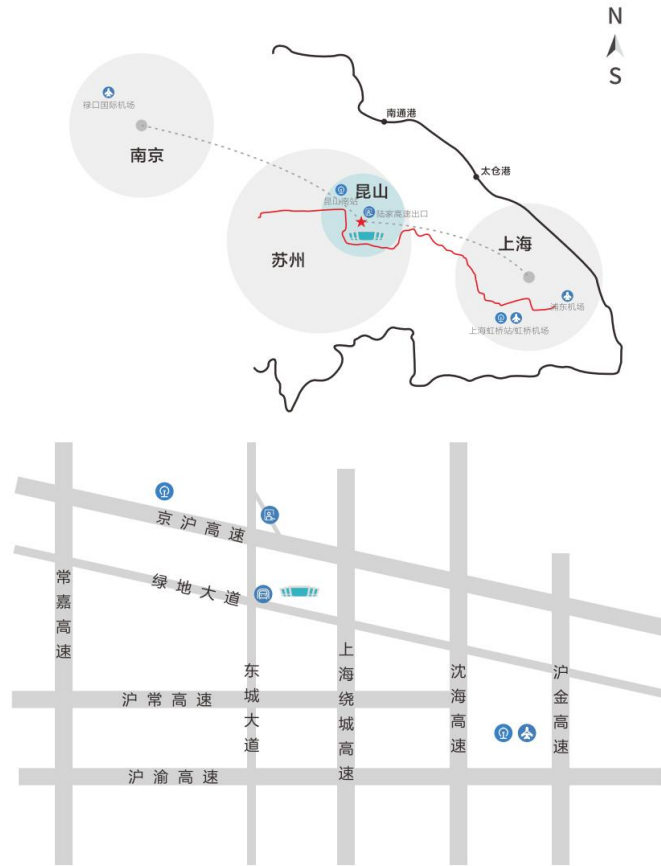 N
S
禄口国际机场
南京
南通港
太仓港
昆山
昆山南站
陆家高速出口
苏州
上海
浦东机场
上海虹桥站/虹桥机场
京沪高速
绿地大道
常嘉高速
东城大道
上海绕城高速
沈海高速
沪金高速
沪常高速
沪渝高速